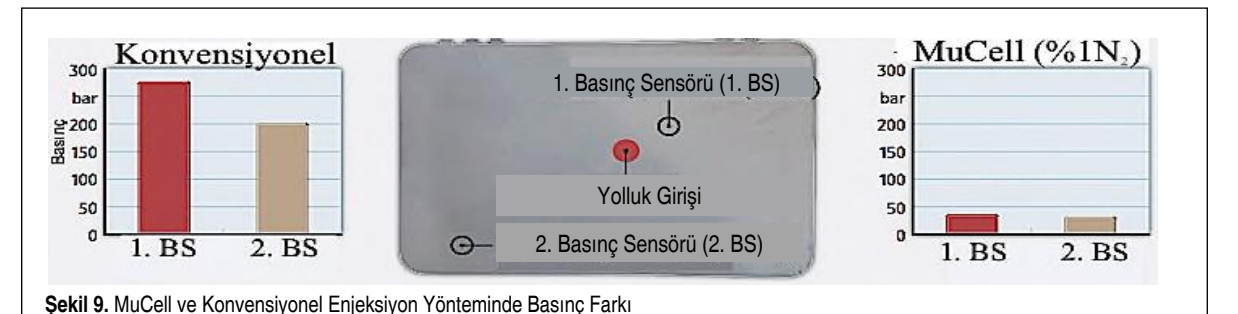 Konvensiyonel
300
bar
200
150
100
50
0
Basınç
1. BS 2. BS
1. Basınç Sensörü (1. BS)
Yolluk Girişi
2. Basınç Sensörü (2. BS)
MuCell (%1N₂)
300
bar
200
150
100
50
0
1. BS 2. BS
Şekil 9. MuCell ve Konvensiyonel Enjeksiyon Yönteminde Basınç Farkı